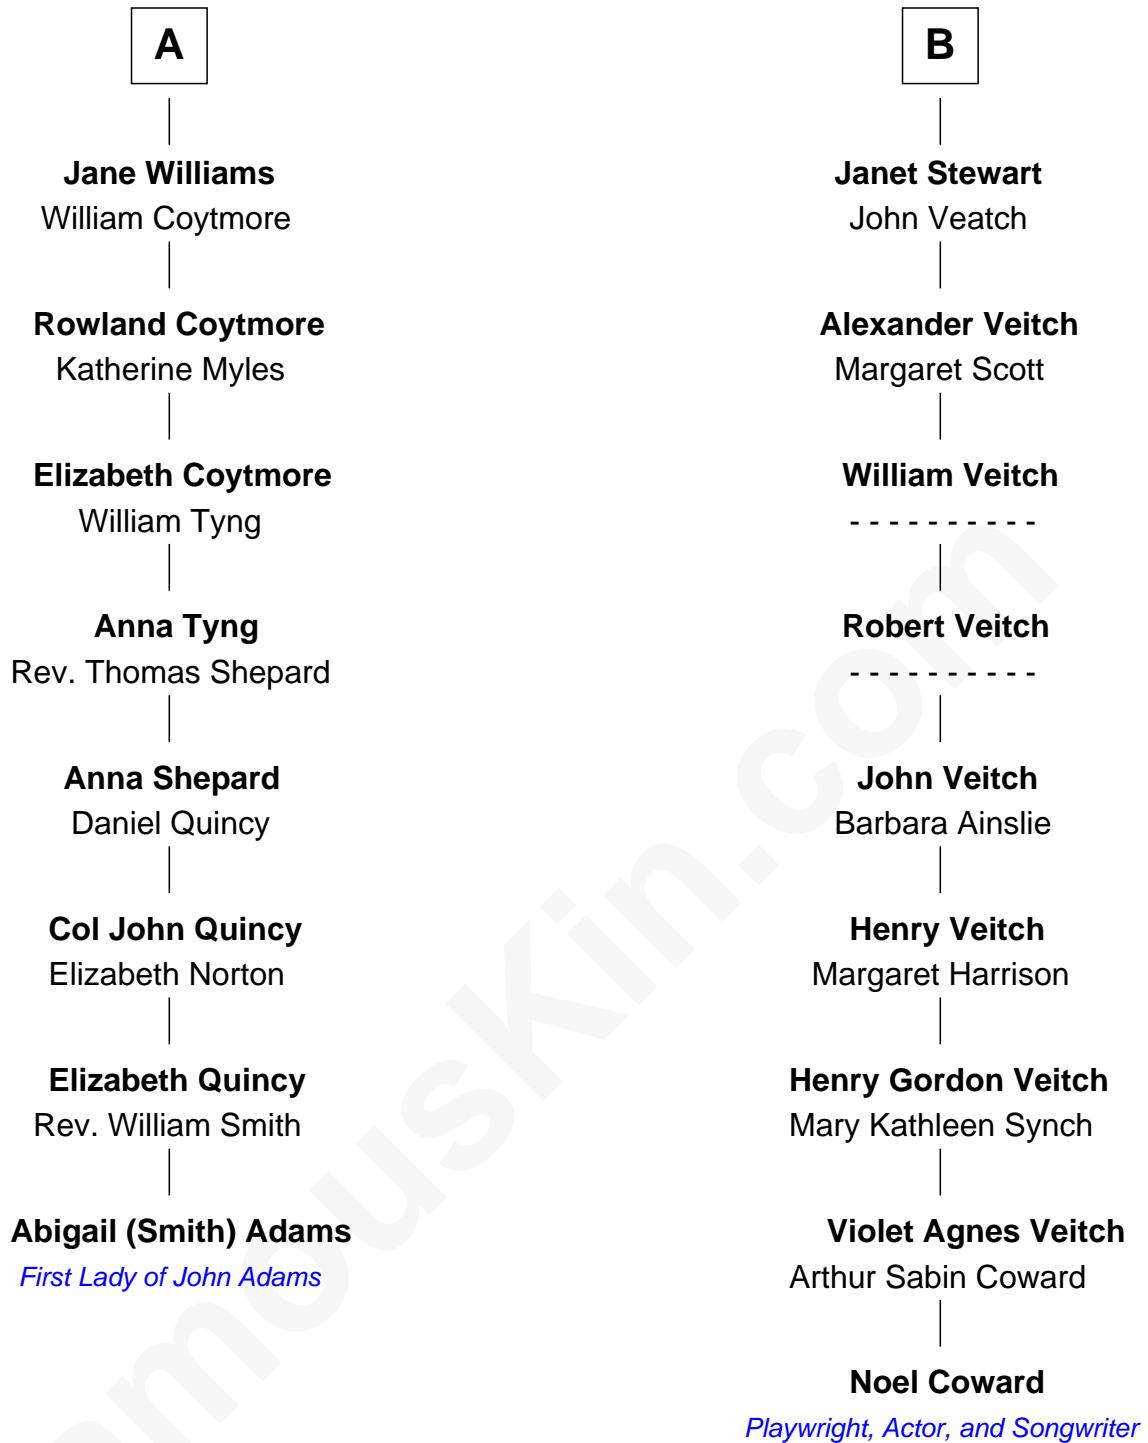 A
Jane Williams
William Coytmore
Rowland Coytmore
Katherine Myles
Elizabeth Coytmore
William Tyng
Anna Tyng
Rev. Thomas Shepard
Anna Shepard
Daniel Quincy
Col John Quincy
Elizabeth Norton
Elizabeth Quincy
Rev. William Smith
Abigail (Smith) Adams
First Lady of John Adams
B
Janet Stewart
John Veatch
Alexander Veitch
Margaret Scott
William Veitch
- - - - - - - - - -
Robert Veitch
- - - - - - - - - -
John Veitch
Barbara Ainslie
Henry Veitch
Margaret Harrison
Henry Gordon Veitch
Mary Kathleen Synch
Violet Agnes Veitch
Arthur Sabin Coward
Noel Coward
Playwright, Actor, and Songwriter
amousKin.com